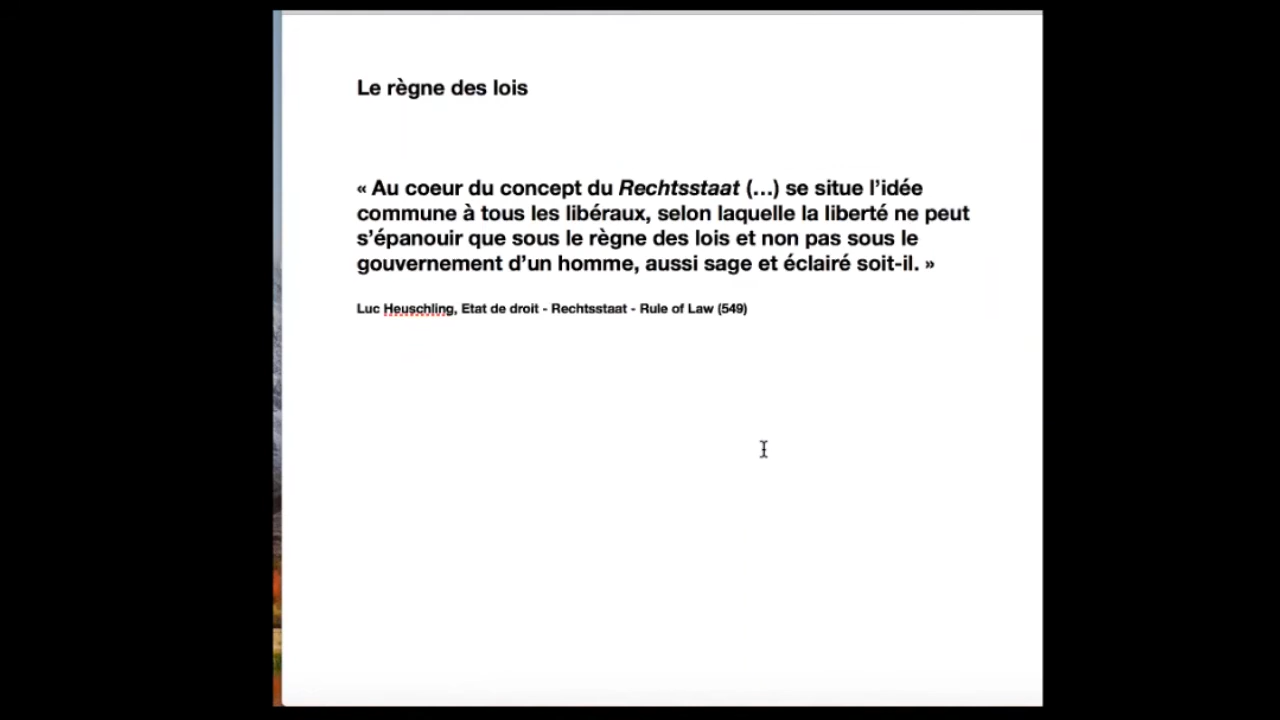 Le règne des lois
« Au coeur du concept du Rechtsstaat (…) se situe l’idée
commune à tous les libéraux, selon laquelle la liberté ne peut
s’épanouir que sous le règne des lois et non pas sous le
gouvernement d’un homme, aussi sage et éclairé soit-il. »
Luc Heuschling, Etat de droit - Rechtsstaat - Rule of Law (549)